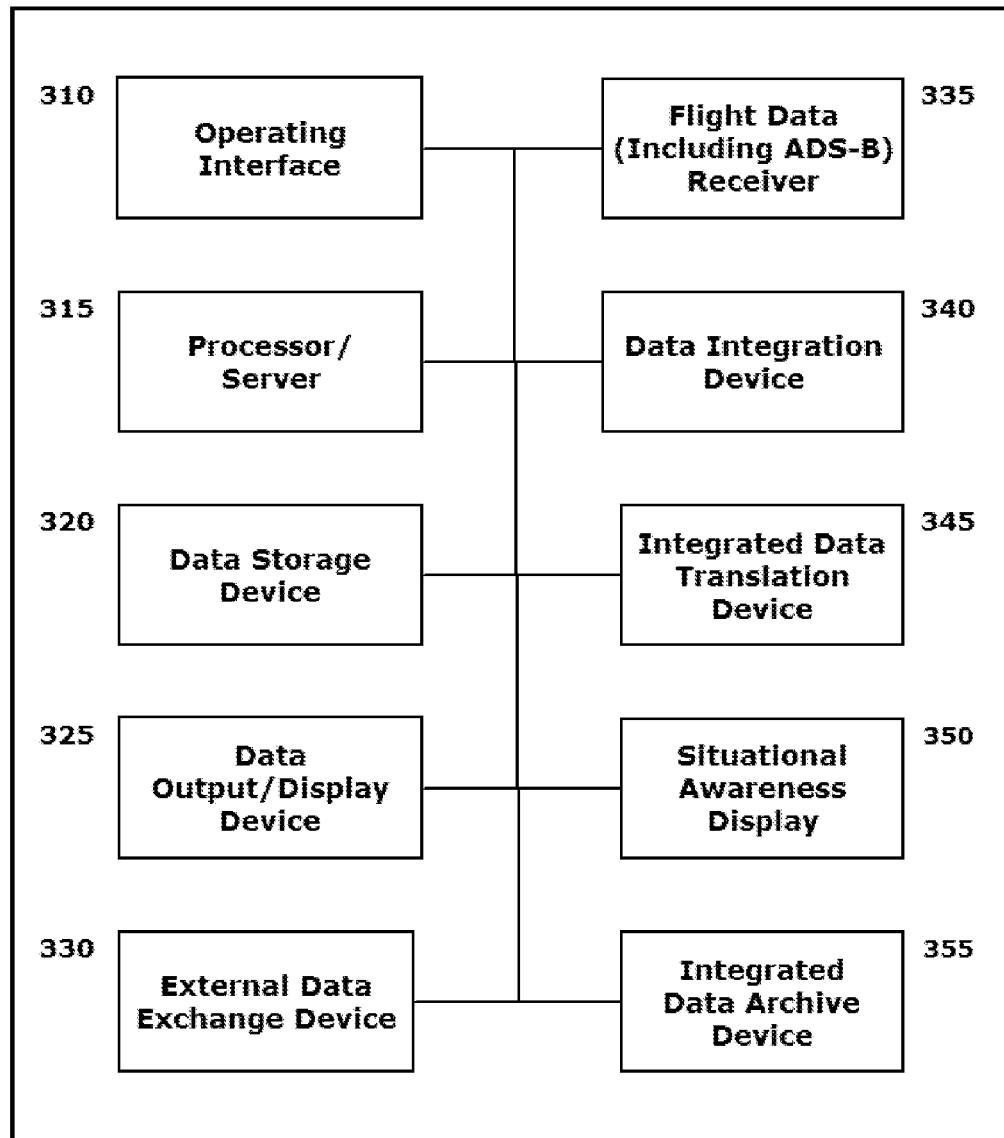 310
Operating
Interface
335
Flight Data
(Including ADS-B)
Receiver
315
Processor/
Server
340
Data Integration
Device
320
Data Storage
Device
345
Integrated Data
Translation
Device
325
Data
Output/Display
Device
350
Situational
Awareness
Display
330
External Data
Exchange Device
355
Integrated
Data Archive
Device